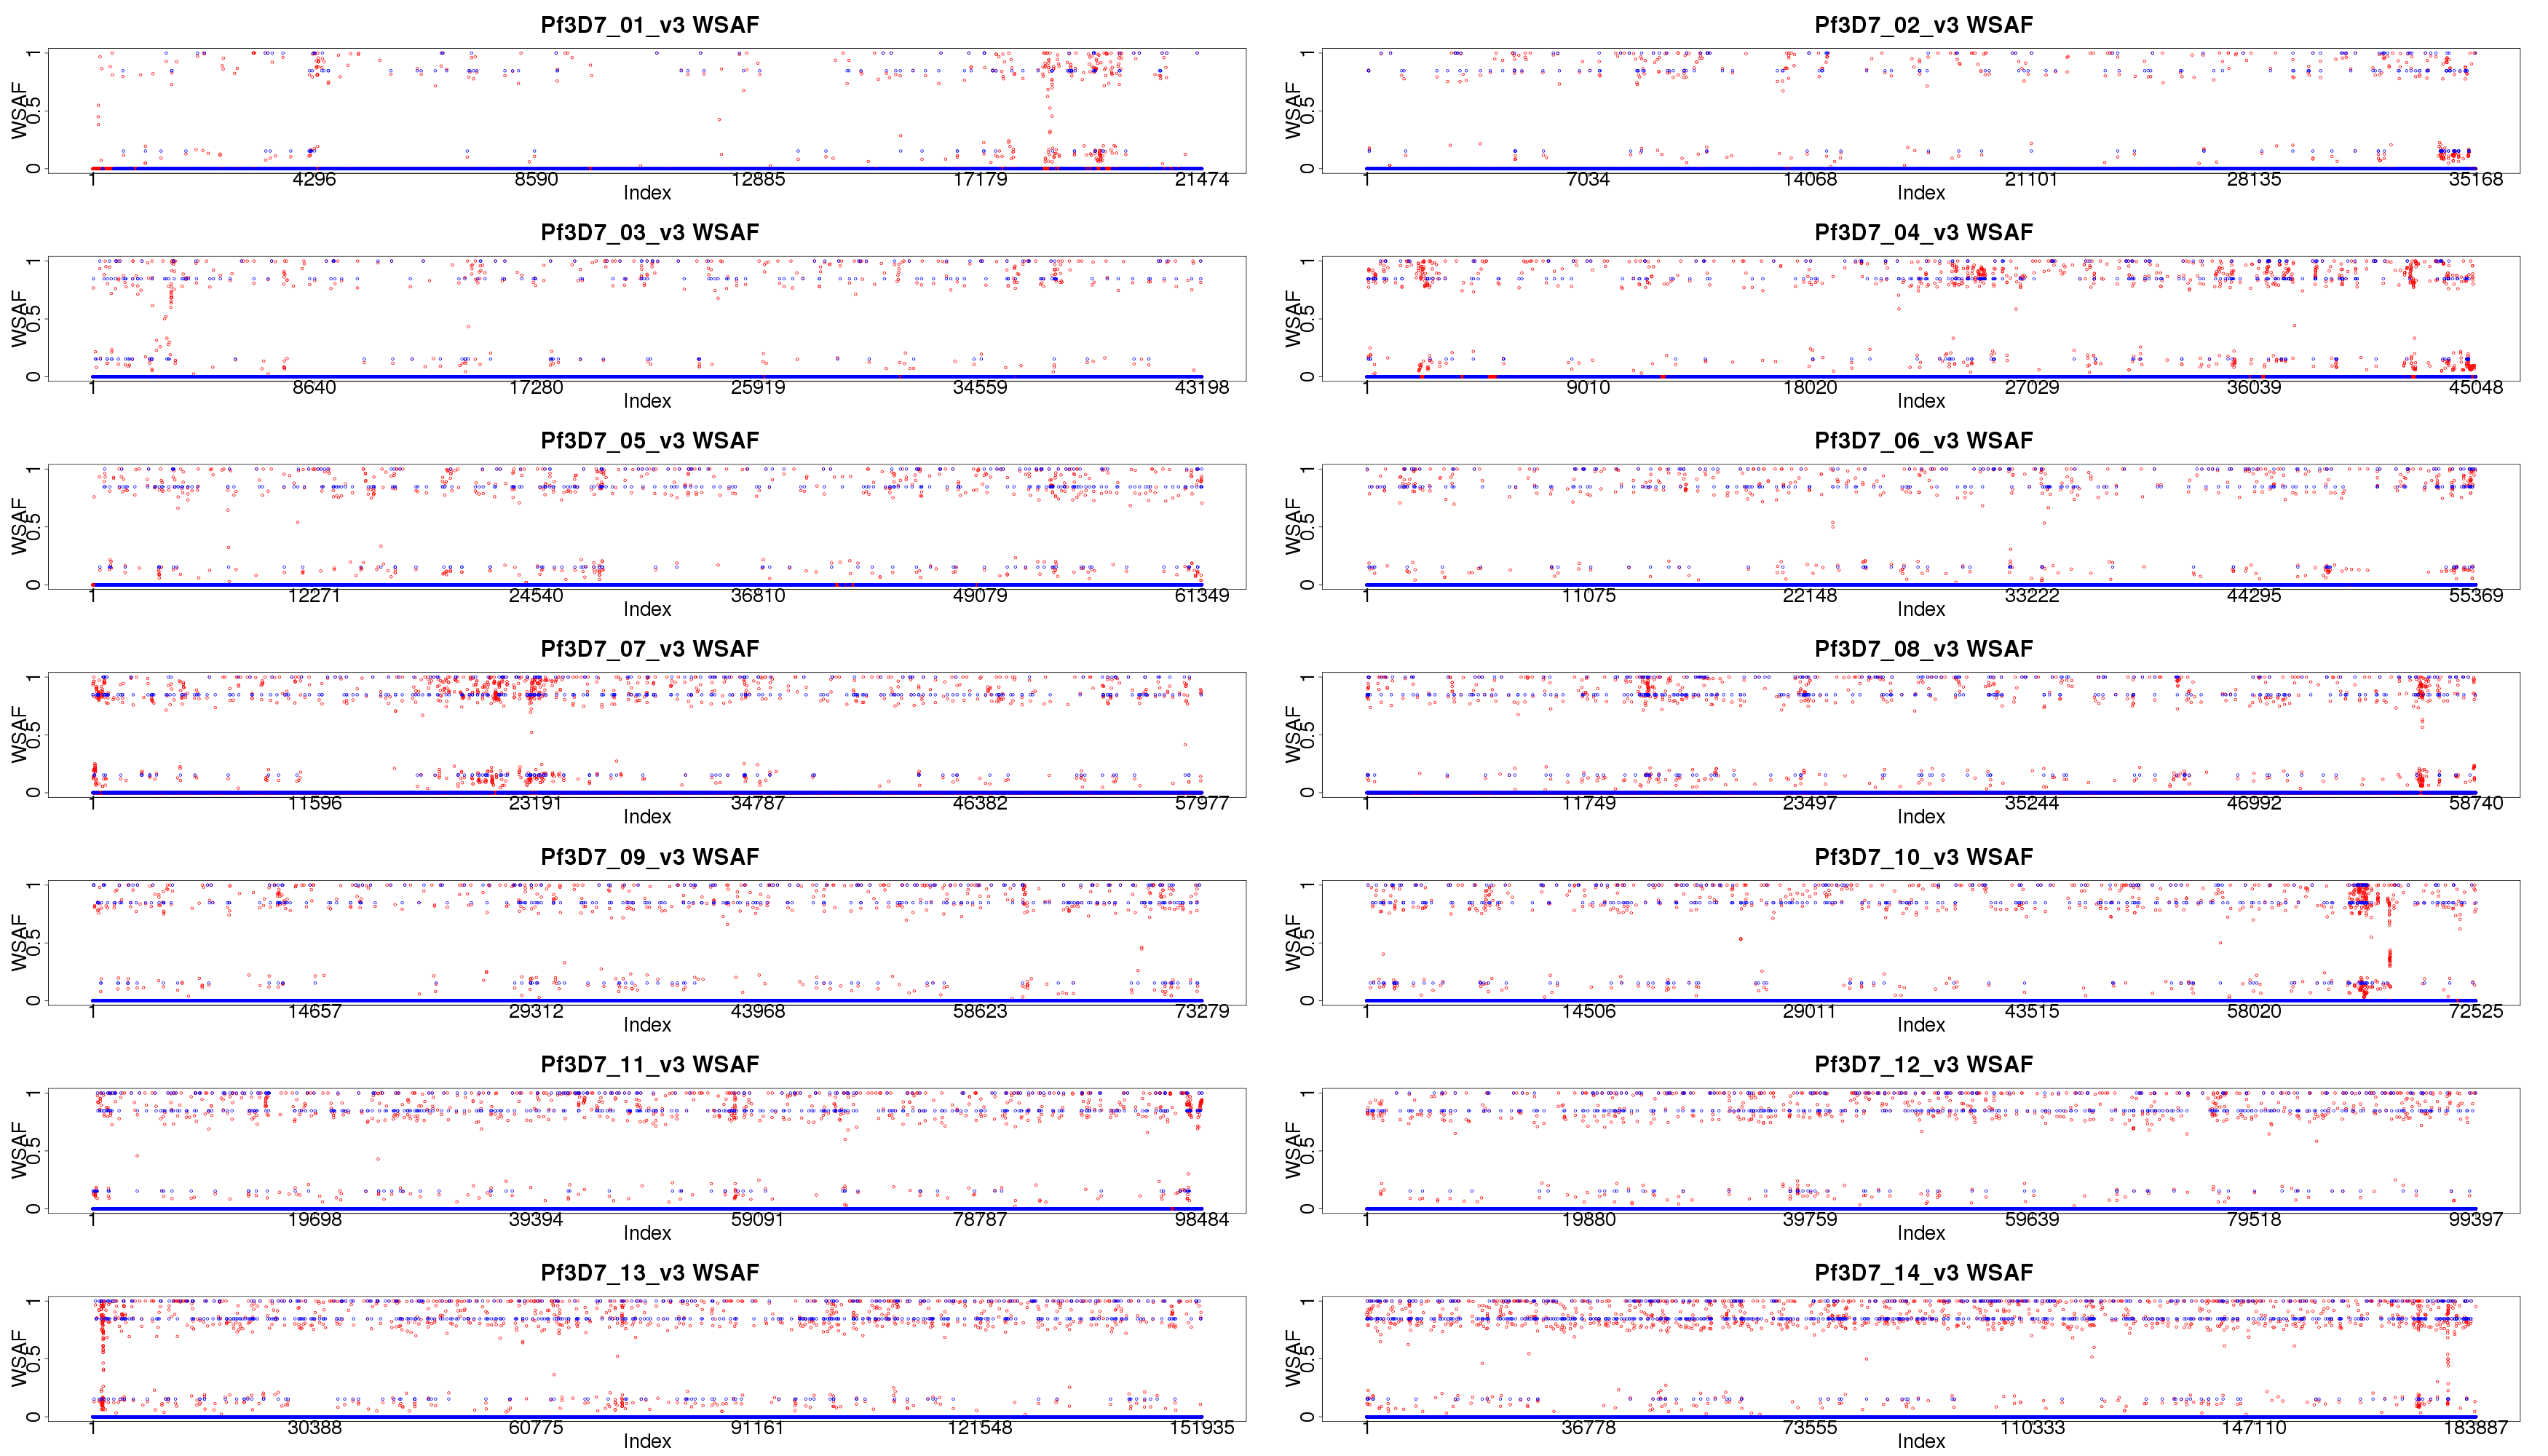 Pf3D7_01_v3 WSAF
WSAF
0 0.5 1
1 4296 8590 12885 17179 21474
Index
Pf3D7_02_v3 WSAF
WSAF
0 0.5 1
1 7034 14068 21101 28135 35168
Index
Pf3D7_03_v3 WSAF
WSAF
0 0.5 1
1 8640 17280 25919 34559 43198
Index
Pf3D7_04_v3 WSAF
WSAF
0 0.5 1
1 9010 18020 27029 36039 45048
Index
Pf3D7_05_v3 WSAF
WSAF
0 0.5 1
1 12271 24540 36810 49079 61349
Index
Pf3D7_06_v3 WSAF
WSAF
0 0.5 1
1 11075 22148 33222 44295 55369
Index
Pf3D7_07_v3 WSAF
WSAF
0 0.5 1
1 11596 23191 34787 46382 57977
Index
Pf3D7_08_v3 WSAF
WSAF
0 0.5 1
1 11749 23497 35244 46992 58740
Index
Pf3D7_09_v3 WSAF
WSAF
0 0.5 1
1 14657 29312 43968 58623 73279
Index
Pf3D7_10_v3 WSAF
WSAF
0 0.5 1
1 14506 29011 43515 58020 72525
Index
Pf3D7_11_v3 WSAF
WSAF
0 0.5 1
1 19698 39394 59091 78787 98484
Index
Pf3D7_12_v3 WSAF
WSAF
0 0.5 1
1 19880 39759 59639 79518 99397
Index
Pf3D7_13_v3 WSAF
WSAF
0 0.5 1
1 30388 60775 91161 121548 151935
Index
Pf3D7_14_v3 WSAF
WSAF
0 0.5 1
1 36778 73555 110333 147110 183887
Index